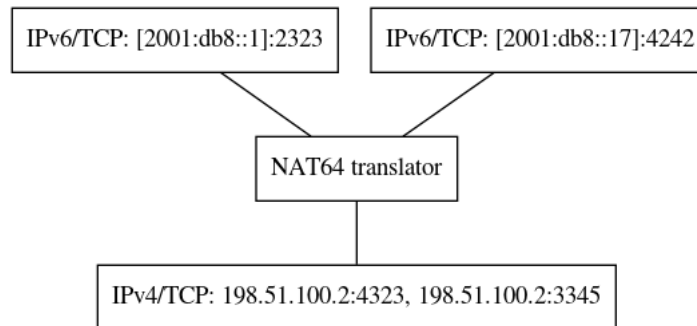 IPv6/TCP: [2001:db8::1]:2323
IPv6/TCP: [2001:db8::17]:4242
NAT64 translator
IPv4/TCP: 198.51.100.2:4323, 198.51.100.2:3345